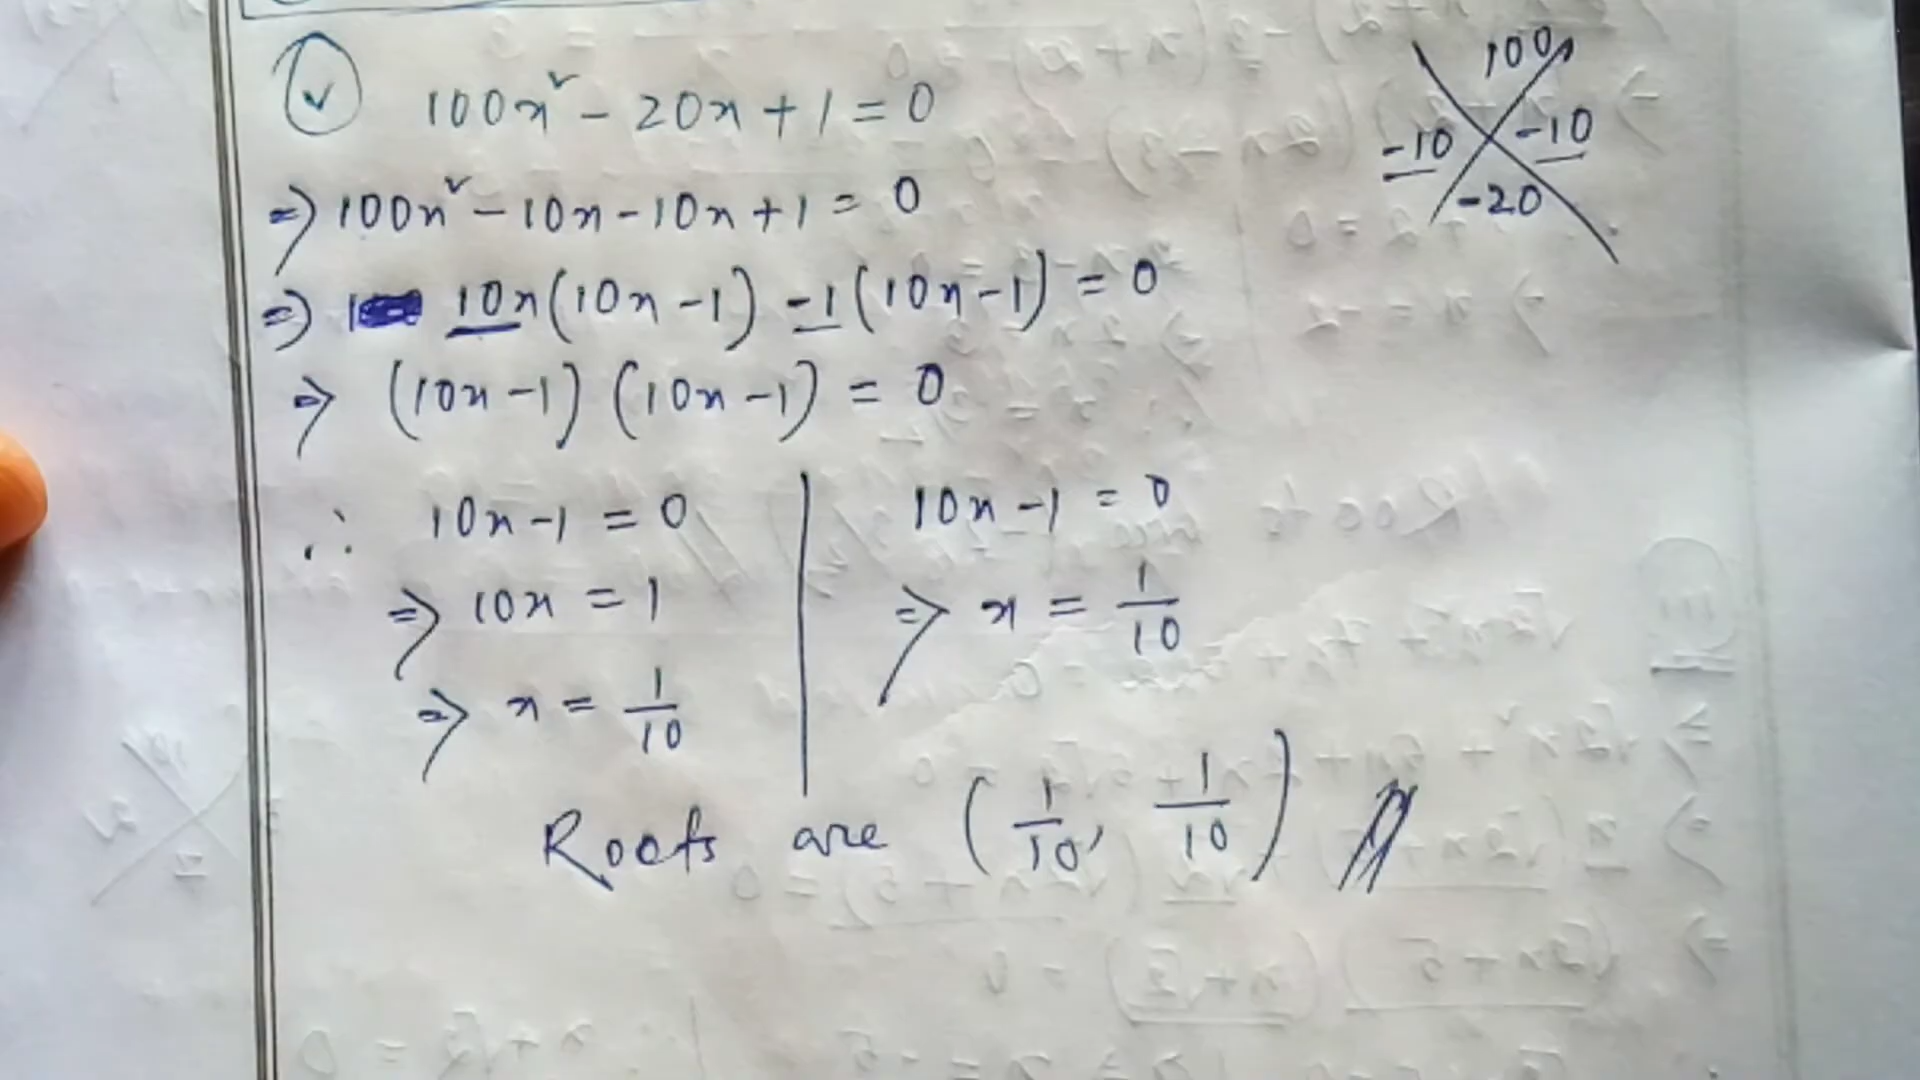 (v) 100x² - 20x + 1 = 0
100
-10 -10
-20
⇒ 100x² - 10x - 10x + 1 = 0
⇒ 10x(10x - 1) - 1(10x - 1) = 0
⇒ (10x - 1) (10x - 1) = 0
∴ 10x - 1 = 0 | 10x - 1 = 0
⇒ 10x = 1 | ⇒ x = 1/10
⇒ x = 1/10
Roots are (1/10, 1/10)